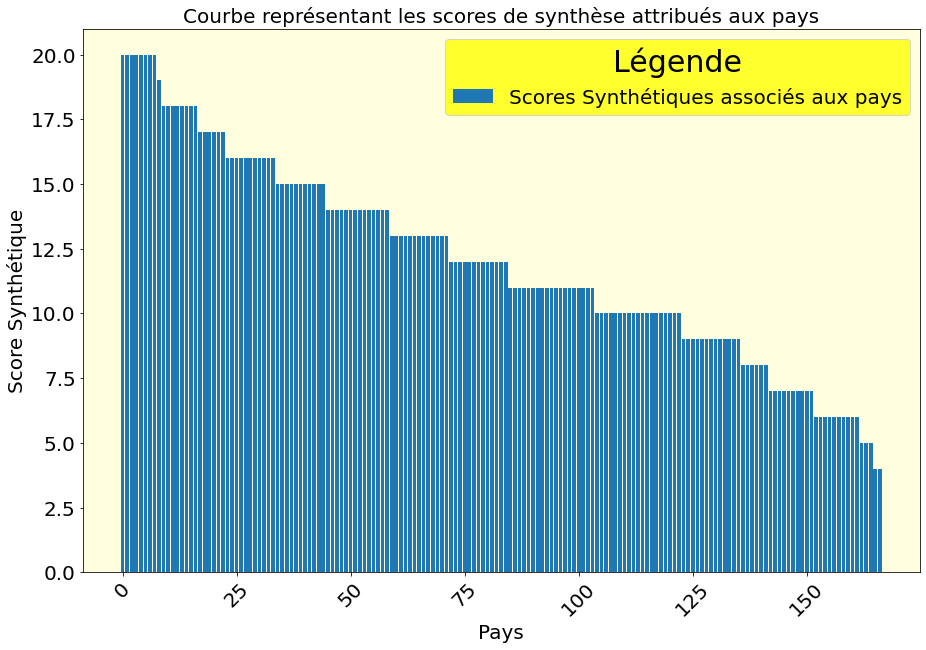 Courbe représentant les scores de synthèse attribués aux pays
Légende
Scores Synthétiques associés aux pays
Score Synthétique
20.0
17.5
15.0
12.5
10.0
7.5
5.0
2.5
0.0
0 25 50 75 100 125 150
Pays